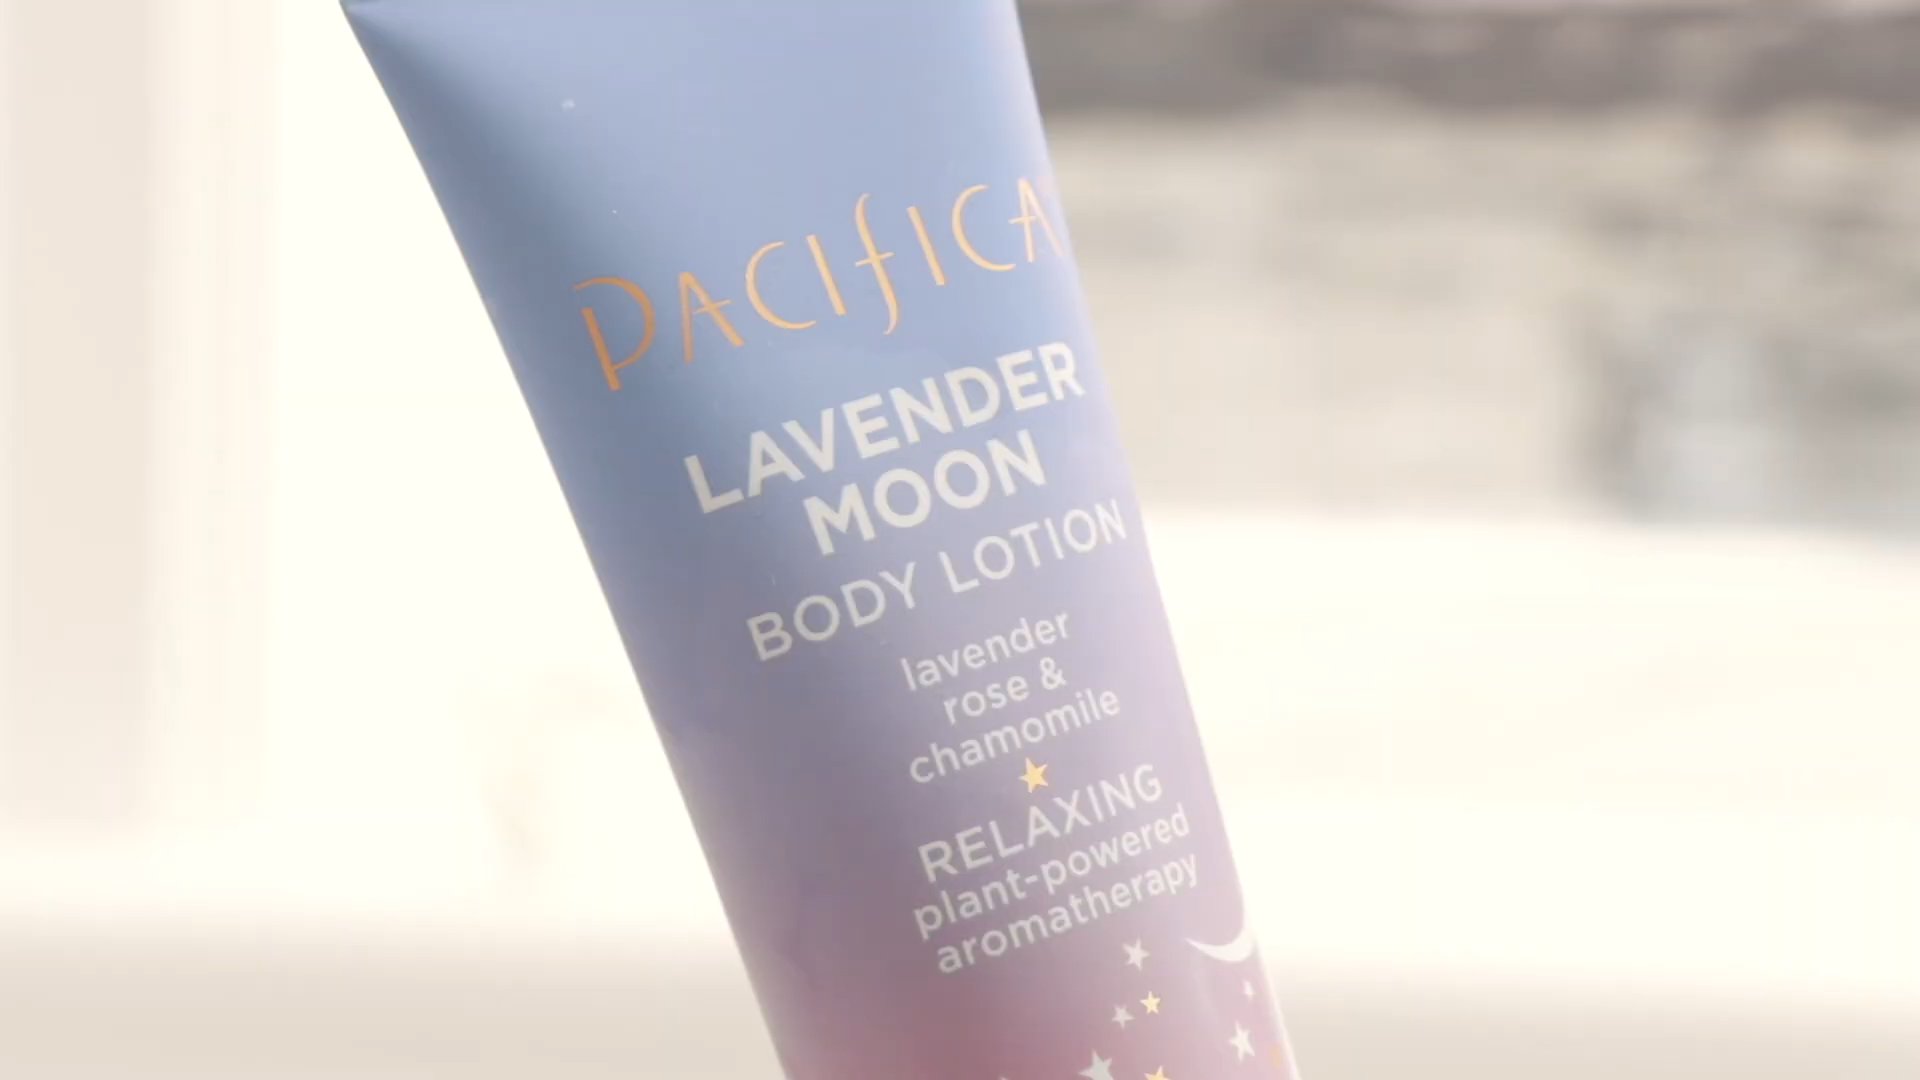 PACIFICA
LAVENDER
MOON
BODY LOTION
lavender
rose &
chamomile
RELAXING
plant-powered
aromatherapy